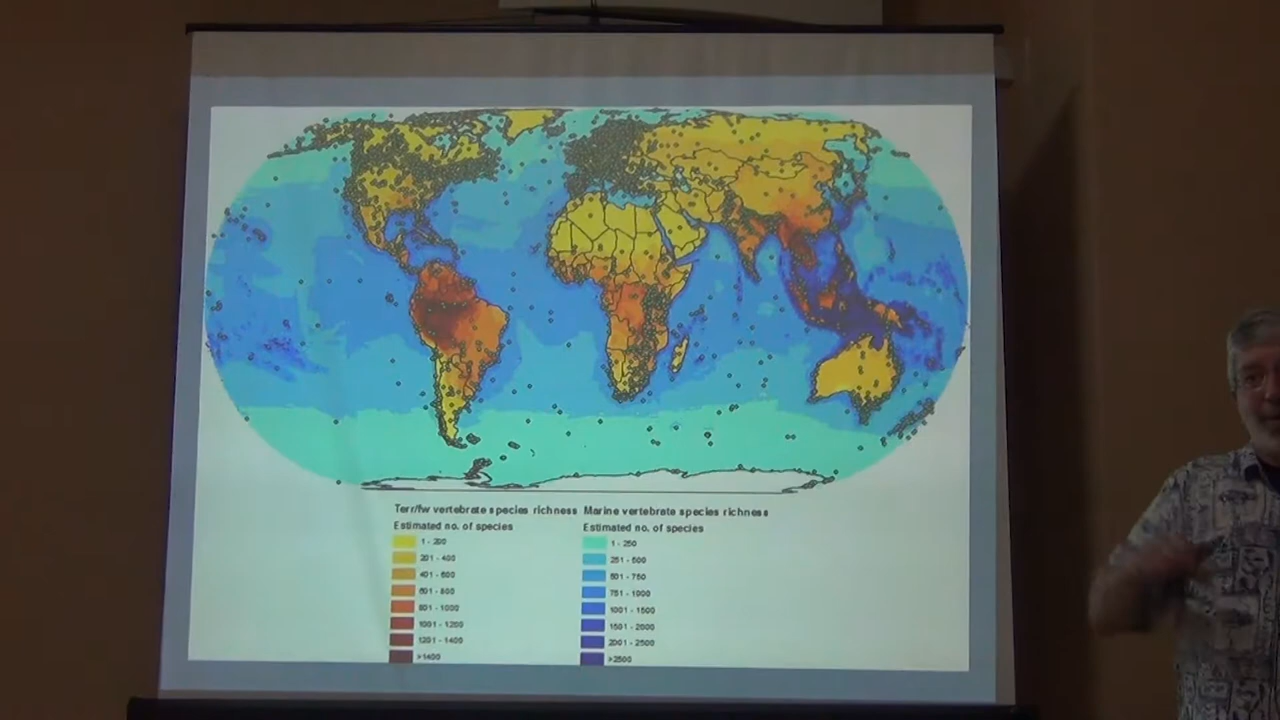 Terr/fw vertebrate species richness
Estimated no. of species
1 - 200
201 - 400
401 - 600
601 - 800
801 - 1000
1001 - 1200
1201 - 1400
>1400
Marine vertebrate species richness
Estimated no. of species
1 - 250
251 - 500
501 - 750
751 - 1000
1001 - 1500
1501 - 2000
2001 - 2500
>2500